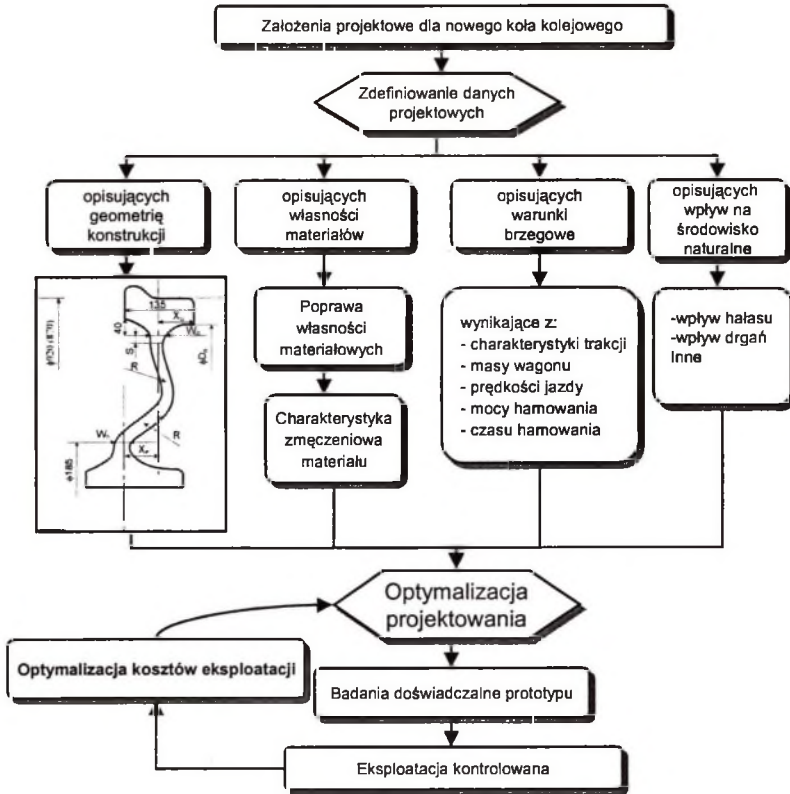 Założenia projektowe dla nowego koła kolejowego
Zdefiniowanie danych
projektowych
opisujących
geometrię
konstrukcji
opisujących
własności
materiałów
opisujących
warunki
brzegowe
opisujących
wpływ na
środowisko
naturalne
135
40
S
R
R
ϕ920 (870)
ϕ185
Poprawa
własności
materiałowych
Charakterystyka
zmęczeniowa
materiału
wynikające z:
- charakterystyki trakcji
- masy wagonu
- prędkości jazdy
- mocy hamowania
- czasu hamowania
-wpływ hałasu
-wpływ drgań
Inne
Optymalizacja
projektowania
Optymalizacja kosztów eksploatacji
Badania doświadczalne prototypu
Eksploatacja kontrolowana